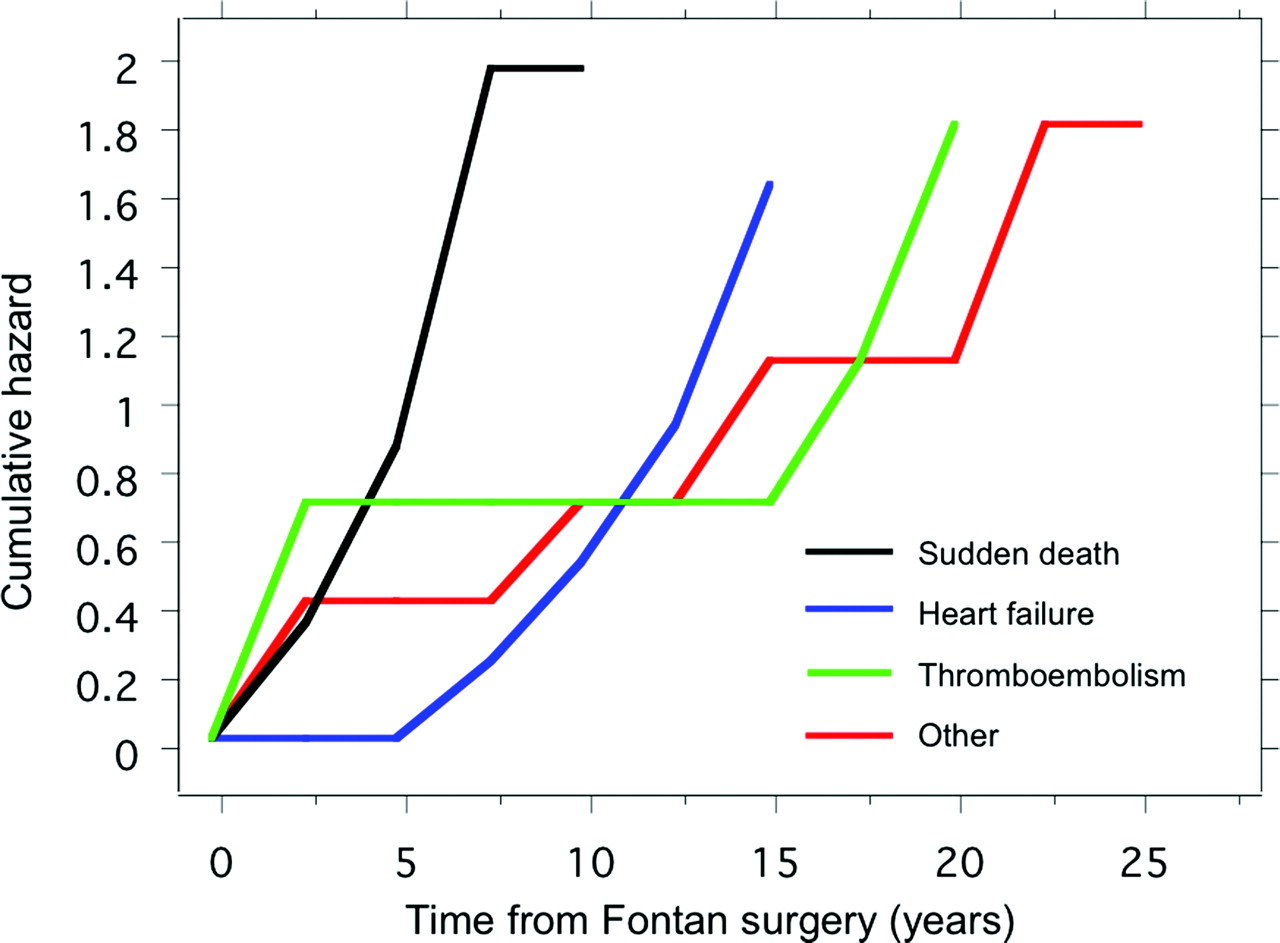 Cumulative hazard
2
1.8
1.6
1.4
1.2
1
0.8
0.6
0.4
0.2
0
Sudden death
Heart failure
Thromboembolism
Other
0 5 10 15 20 25
Time from Fontan surgery (years)